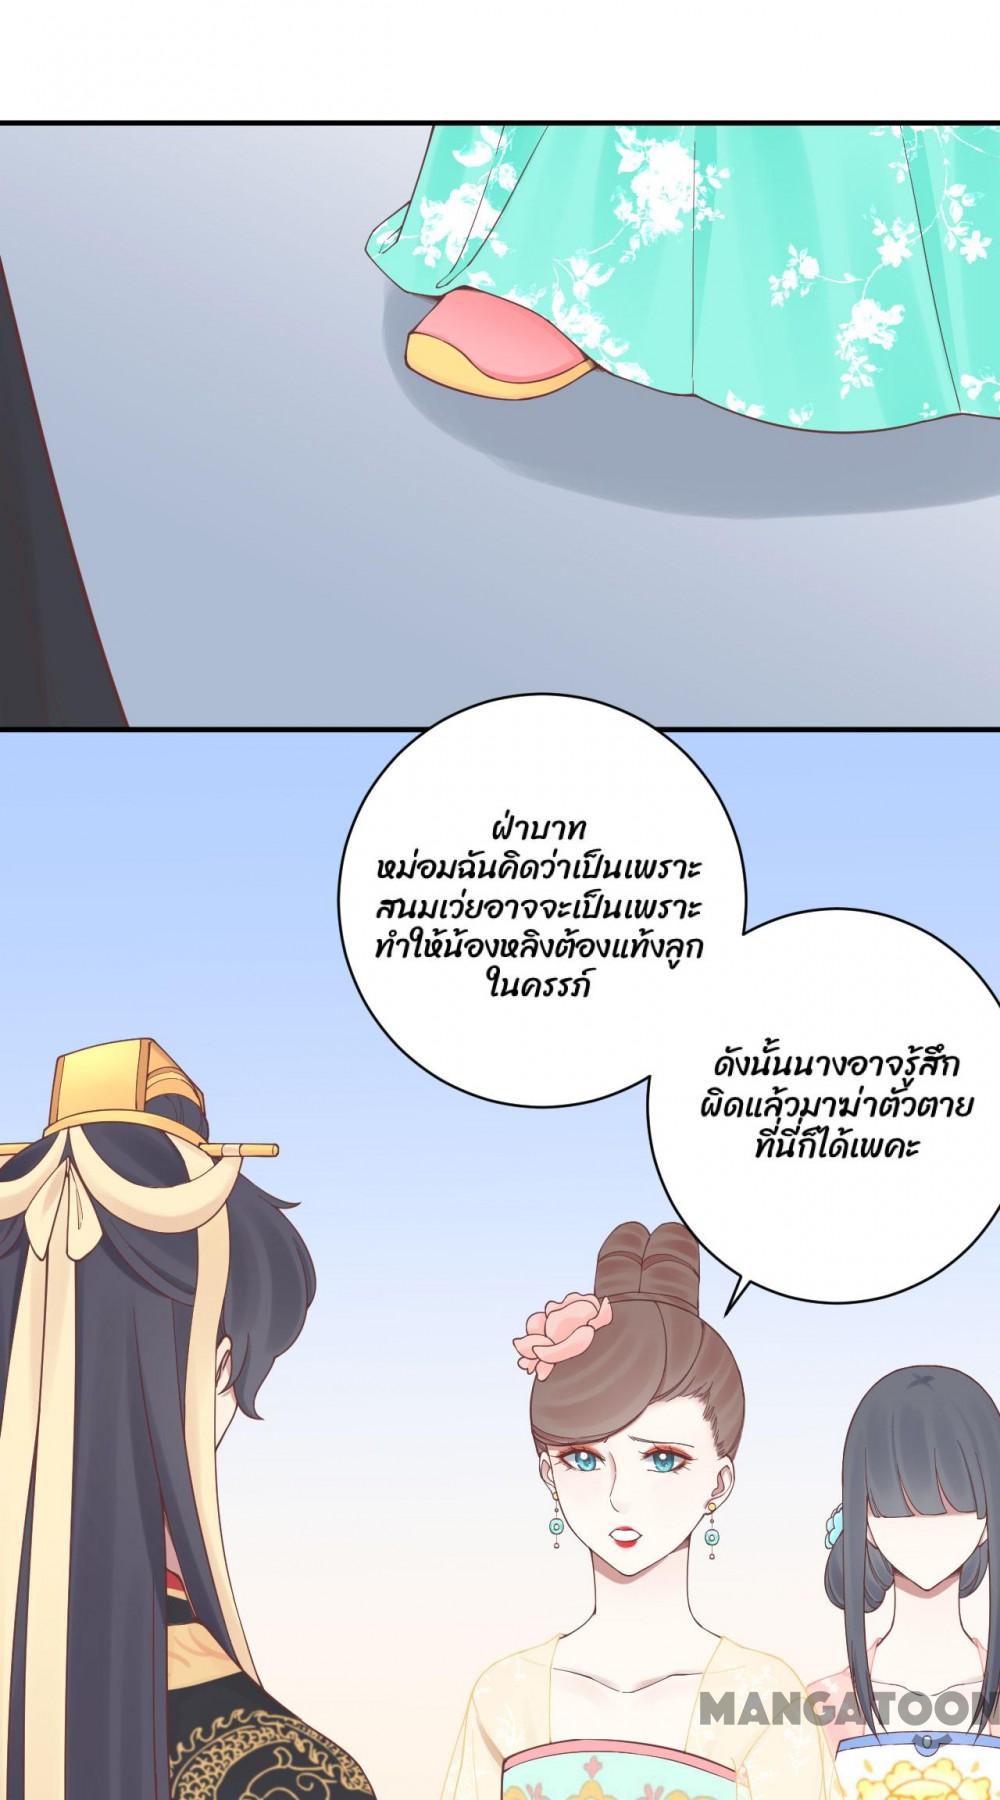 ฝ่าบาท
หม่อมฉันคิดว่าเป็นเพราะ
สนมเว่ยอาจจะเป็นเพราะ
ทำให้น้องหลิงต้องแท้งลูก
ในครรภ์
ดังนั้นนางอาจรู้สึก
ผิดแล้วมาฆ่าตัวตาย
ที่นี่ก็ได้เพคะ
MANGATOON